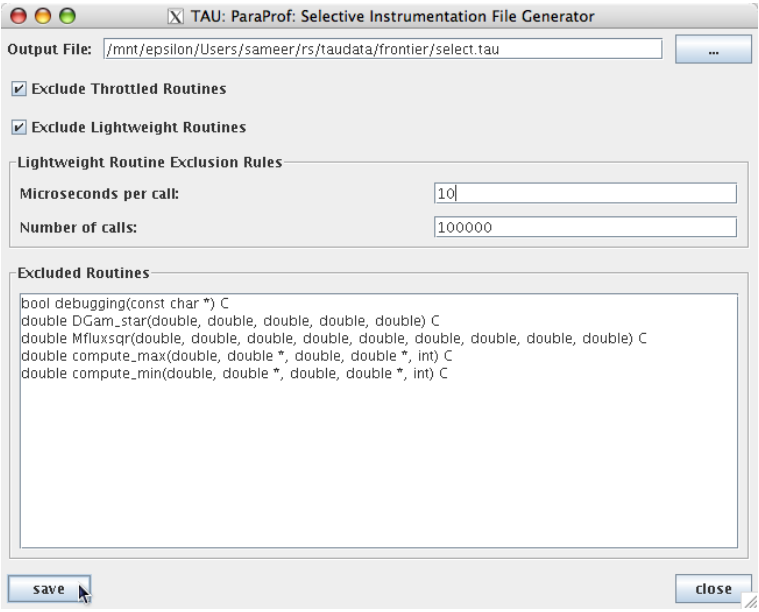 TAU: ParaProf: Selective Instrumentation File Generator
Output File: /mnt/epsilon/Users/sameer/rs/taudata/frontier/select.tau ...
Exclude Throttled Routines
Exclude Lightweight Routines
Lightweight Routine Exclusion Rules
Microseconds per call: 10
Number of calls: 100000
Excluded Routines
bool debugging(const char *) C
double DGam_star(double, double, double, double, double) C
double Mfluxsqr(double, double, double, double, double, double, double, double, double) C
double compute_max(double, double *, double, double *, int) C
double compute_min(double, double *, double, double *, int) C
save close